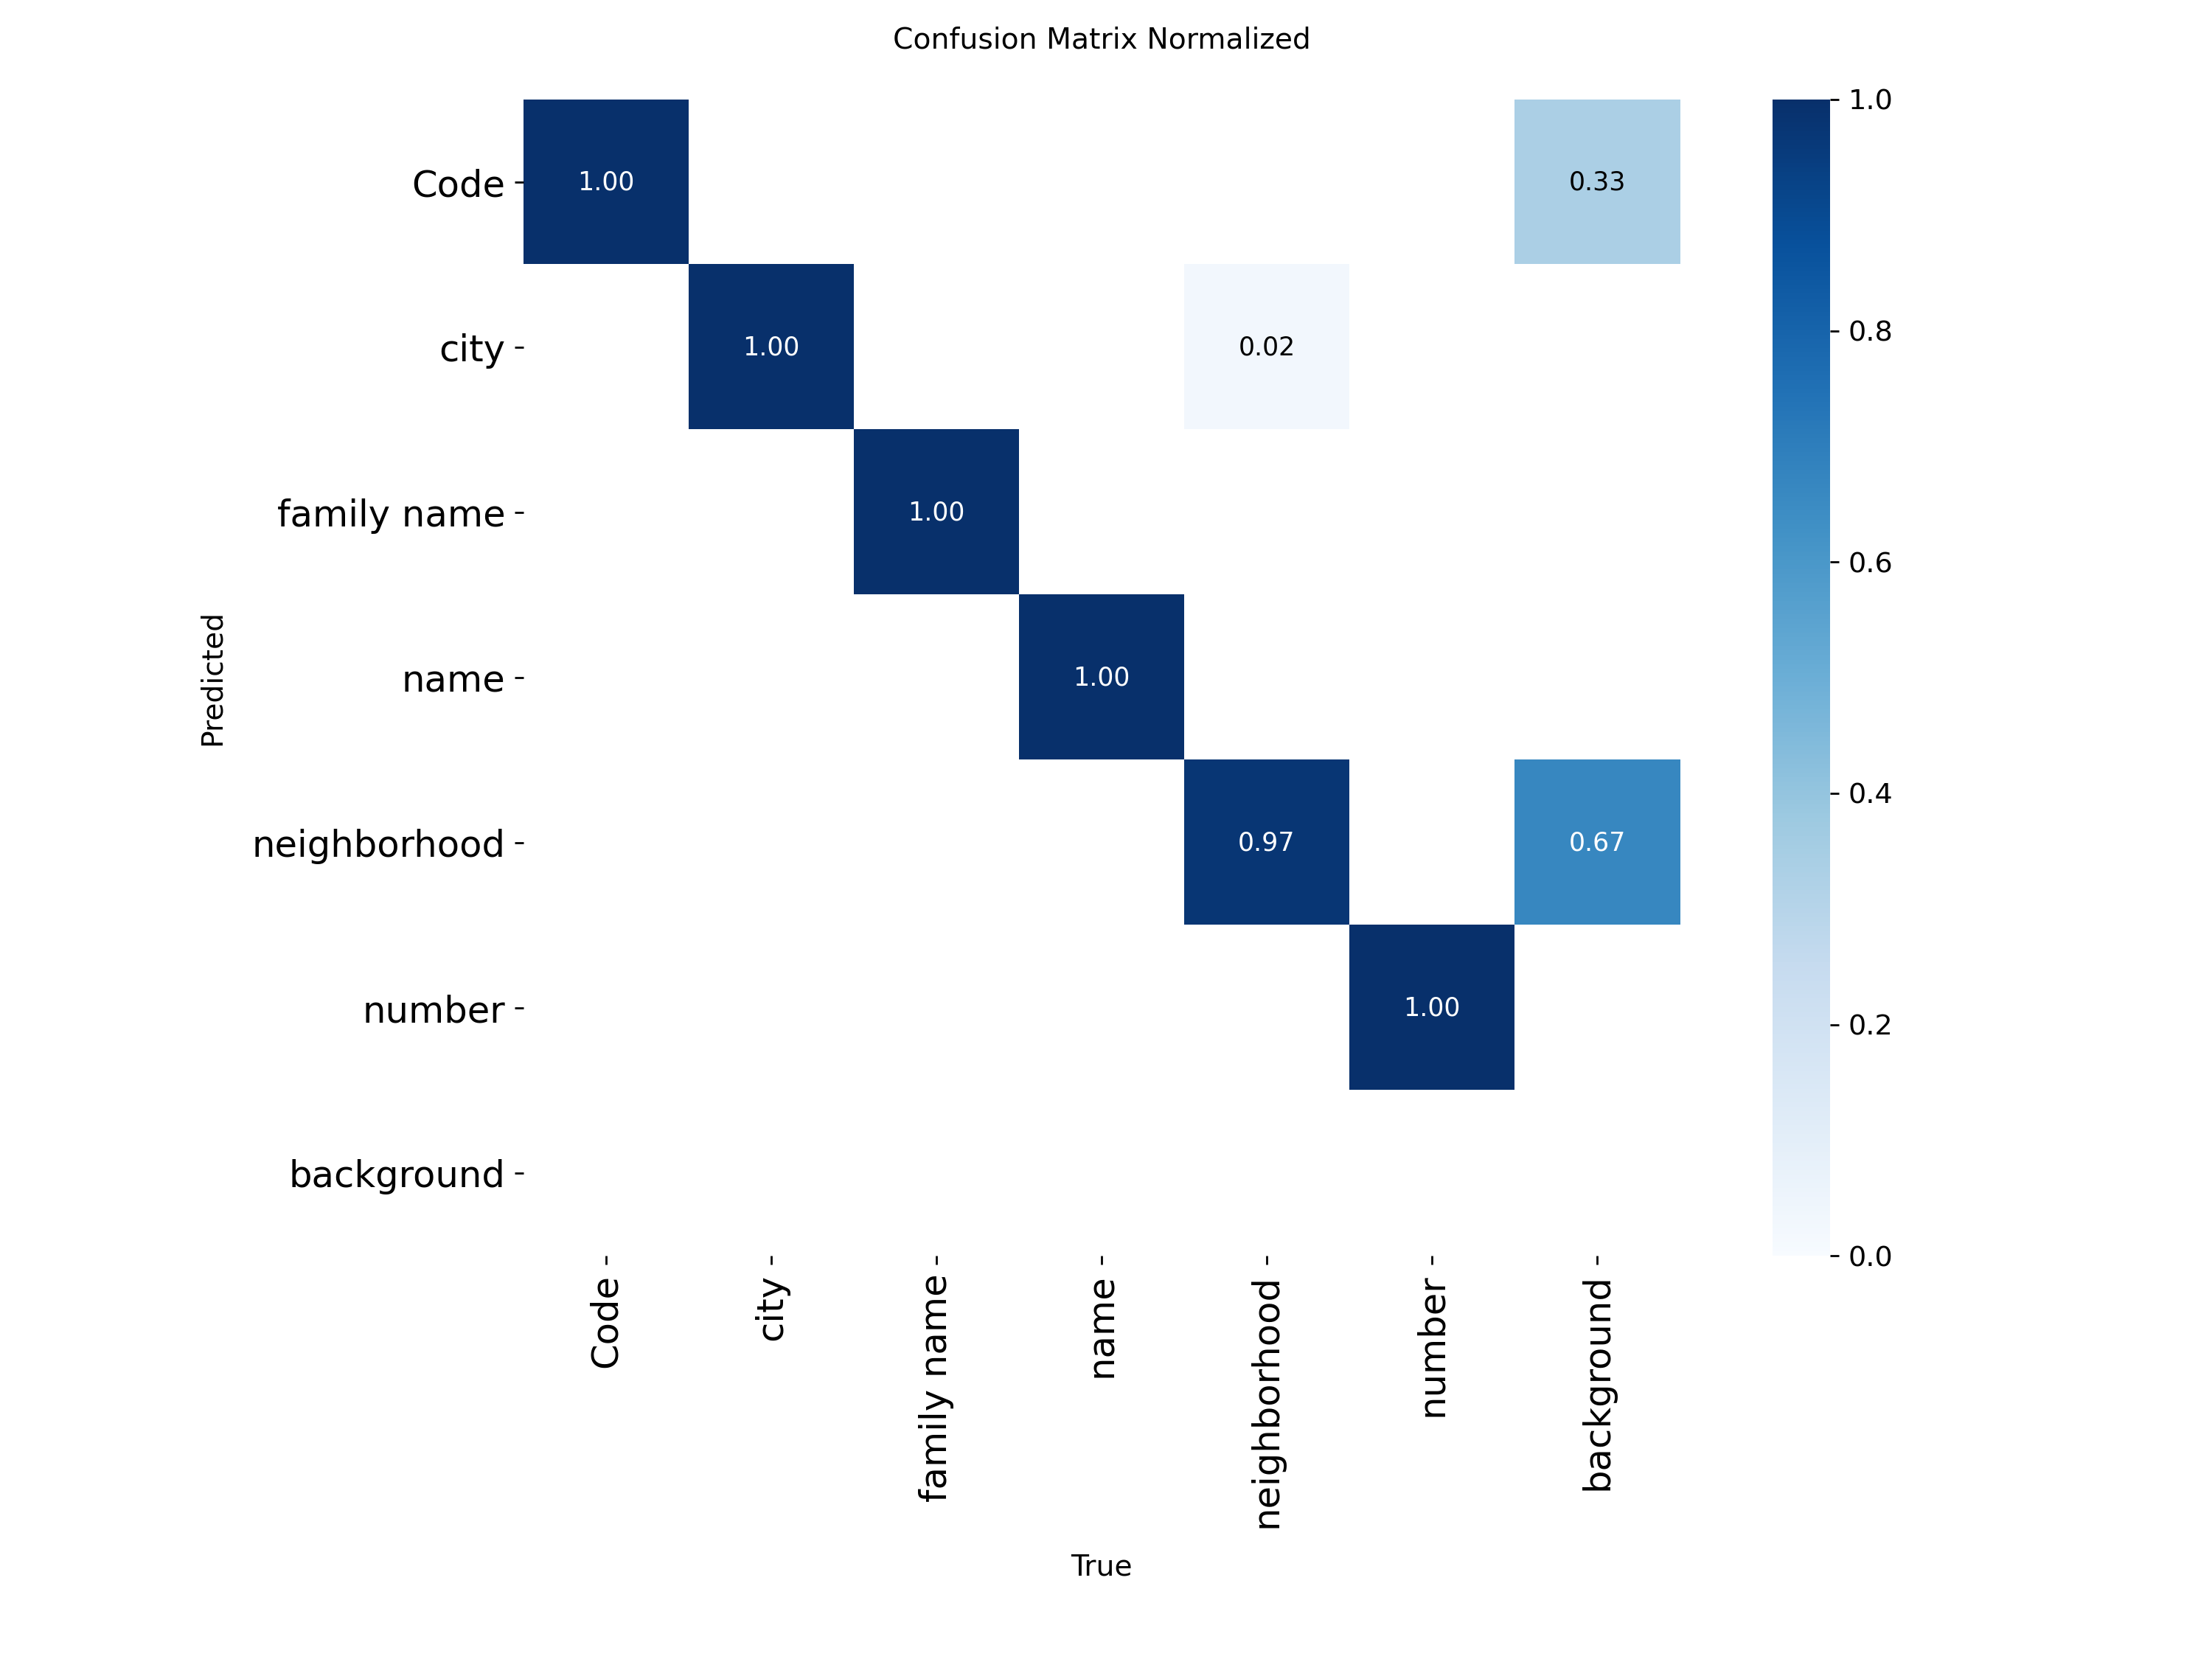 Confusion Matrix Normalized
1.0
Code
1.00
0.33
0.8
city
1.00
0.02
family name
1.00
0.6
Predicted
name
1.00
0.4
neighborhood
0.97
0.67
number
1.00
0.2
background
0.0
Code
city
family name
name
neighborhood
number
background
True